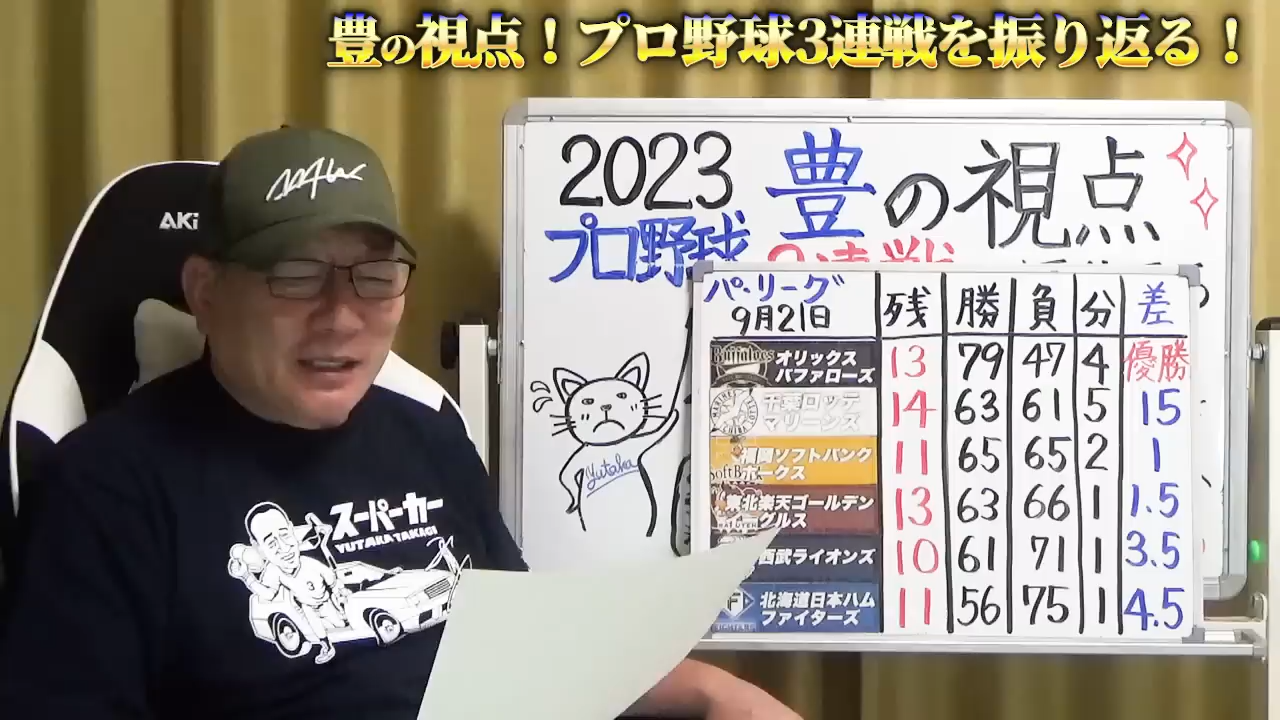 豊の視点！プロ野球3連戦を振り返る！
2023 豊の視点
プロ野球
AKi
Yutaka
スーパーカー
YUTAKA TAKAGI
パ・リーグ 9月21日 残 勝 負 分 差
Buffaloes オリックス バファローズ 13 79 47 4 優勝
千葉ロッテ マリーンズ 14 63 61 5 15
福岡ソフトバンク ホークス 11 65 65 2 1
東北楽天ゴールデン グルス 13 63 66 1 1.5
西武ライオンズ 10 61 71 1 3.5
北海道日本ハム ファイターズ 11 56 75 1 4.5